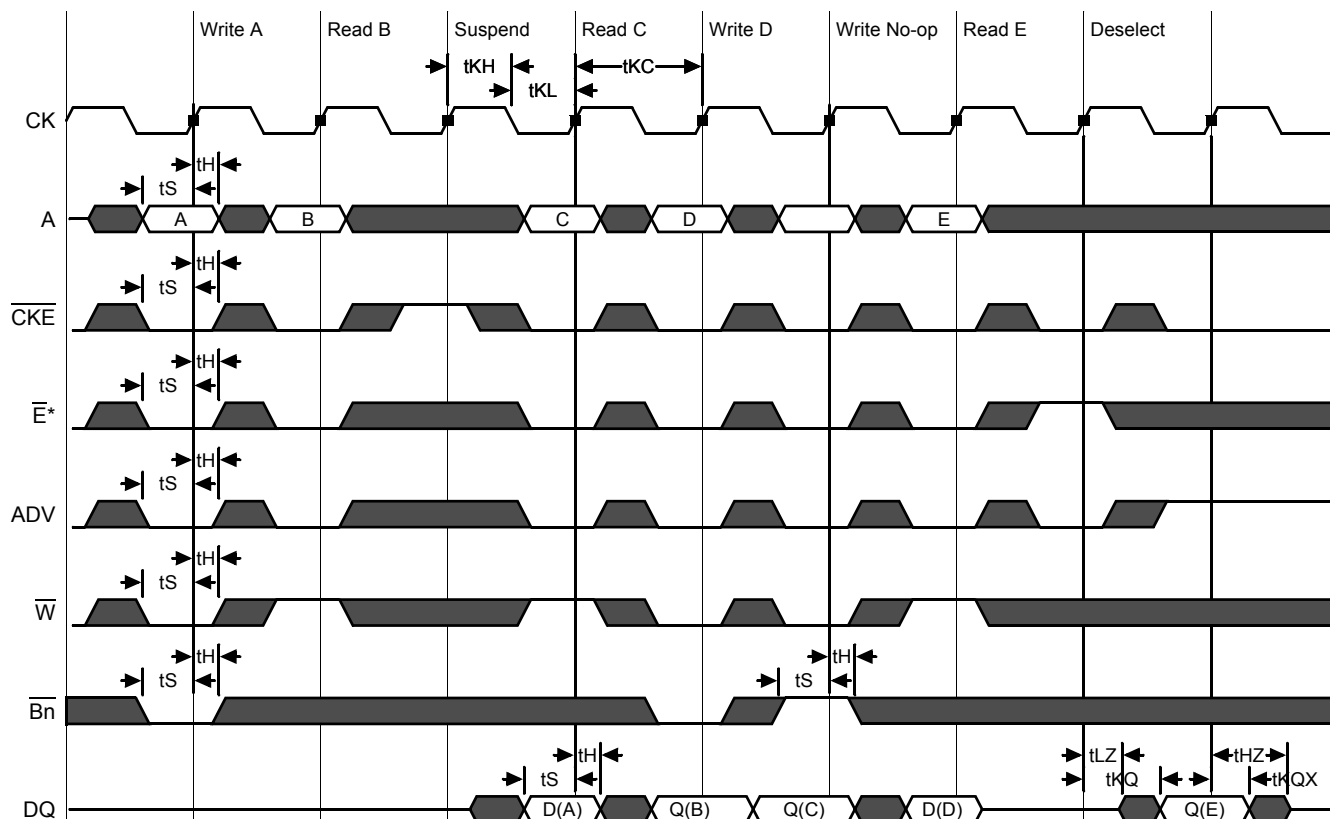 Write A Read B Suspend Read C Write D Write No-op Read E Deselect
tKH tKC
tKL
CK
tH
tS
A A B C D E
tH
tS
CKE
tH
tS
E*
tH
tS
ADV
tH
tS
W
tH tH
tS tS
Bn
tH tLZ tHZ
tS tKQ tKQX
DQ D(A) Q(B) Q(C) D(D) Q(E)